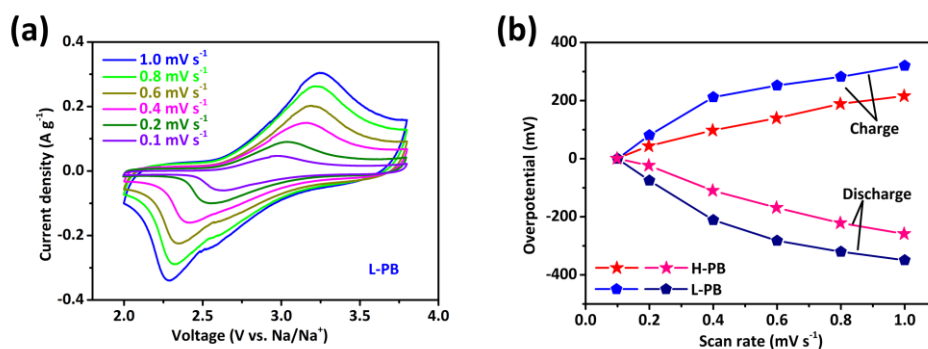 (a)
0.4
0.2
0.0
-0.2
-0.4
Current density (A g⁻¹)
1.0 mV s⁻¹
0.8 mV s⁻¹
0.6 mV s⁻¹
0.4 mV s⁻¹
0.2 mV s⁻¹
0.1 mV s⁻¹
L-PB
2.0 2.5 3.0 3.5 4.0
Voltage (V vs. Na/Na⁺)
(b)
400
200
0
-200
-400
Overpotential (mV)
Charge
Discharge
H-PB
L-PB
0.0 0.2 0.4 0.6 0.8 1.0
Scan rate (mV s⁻¹)